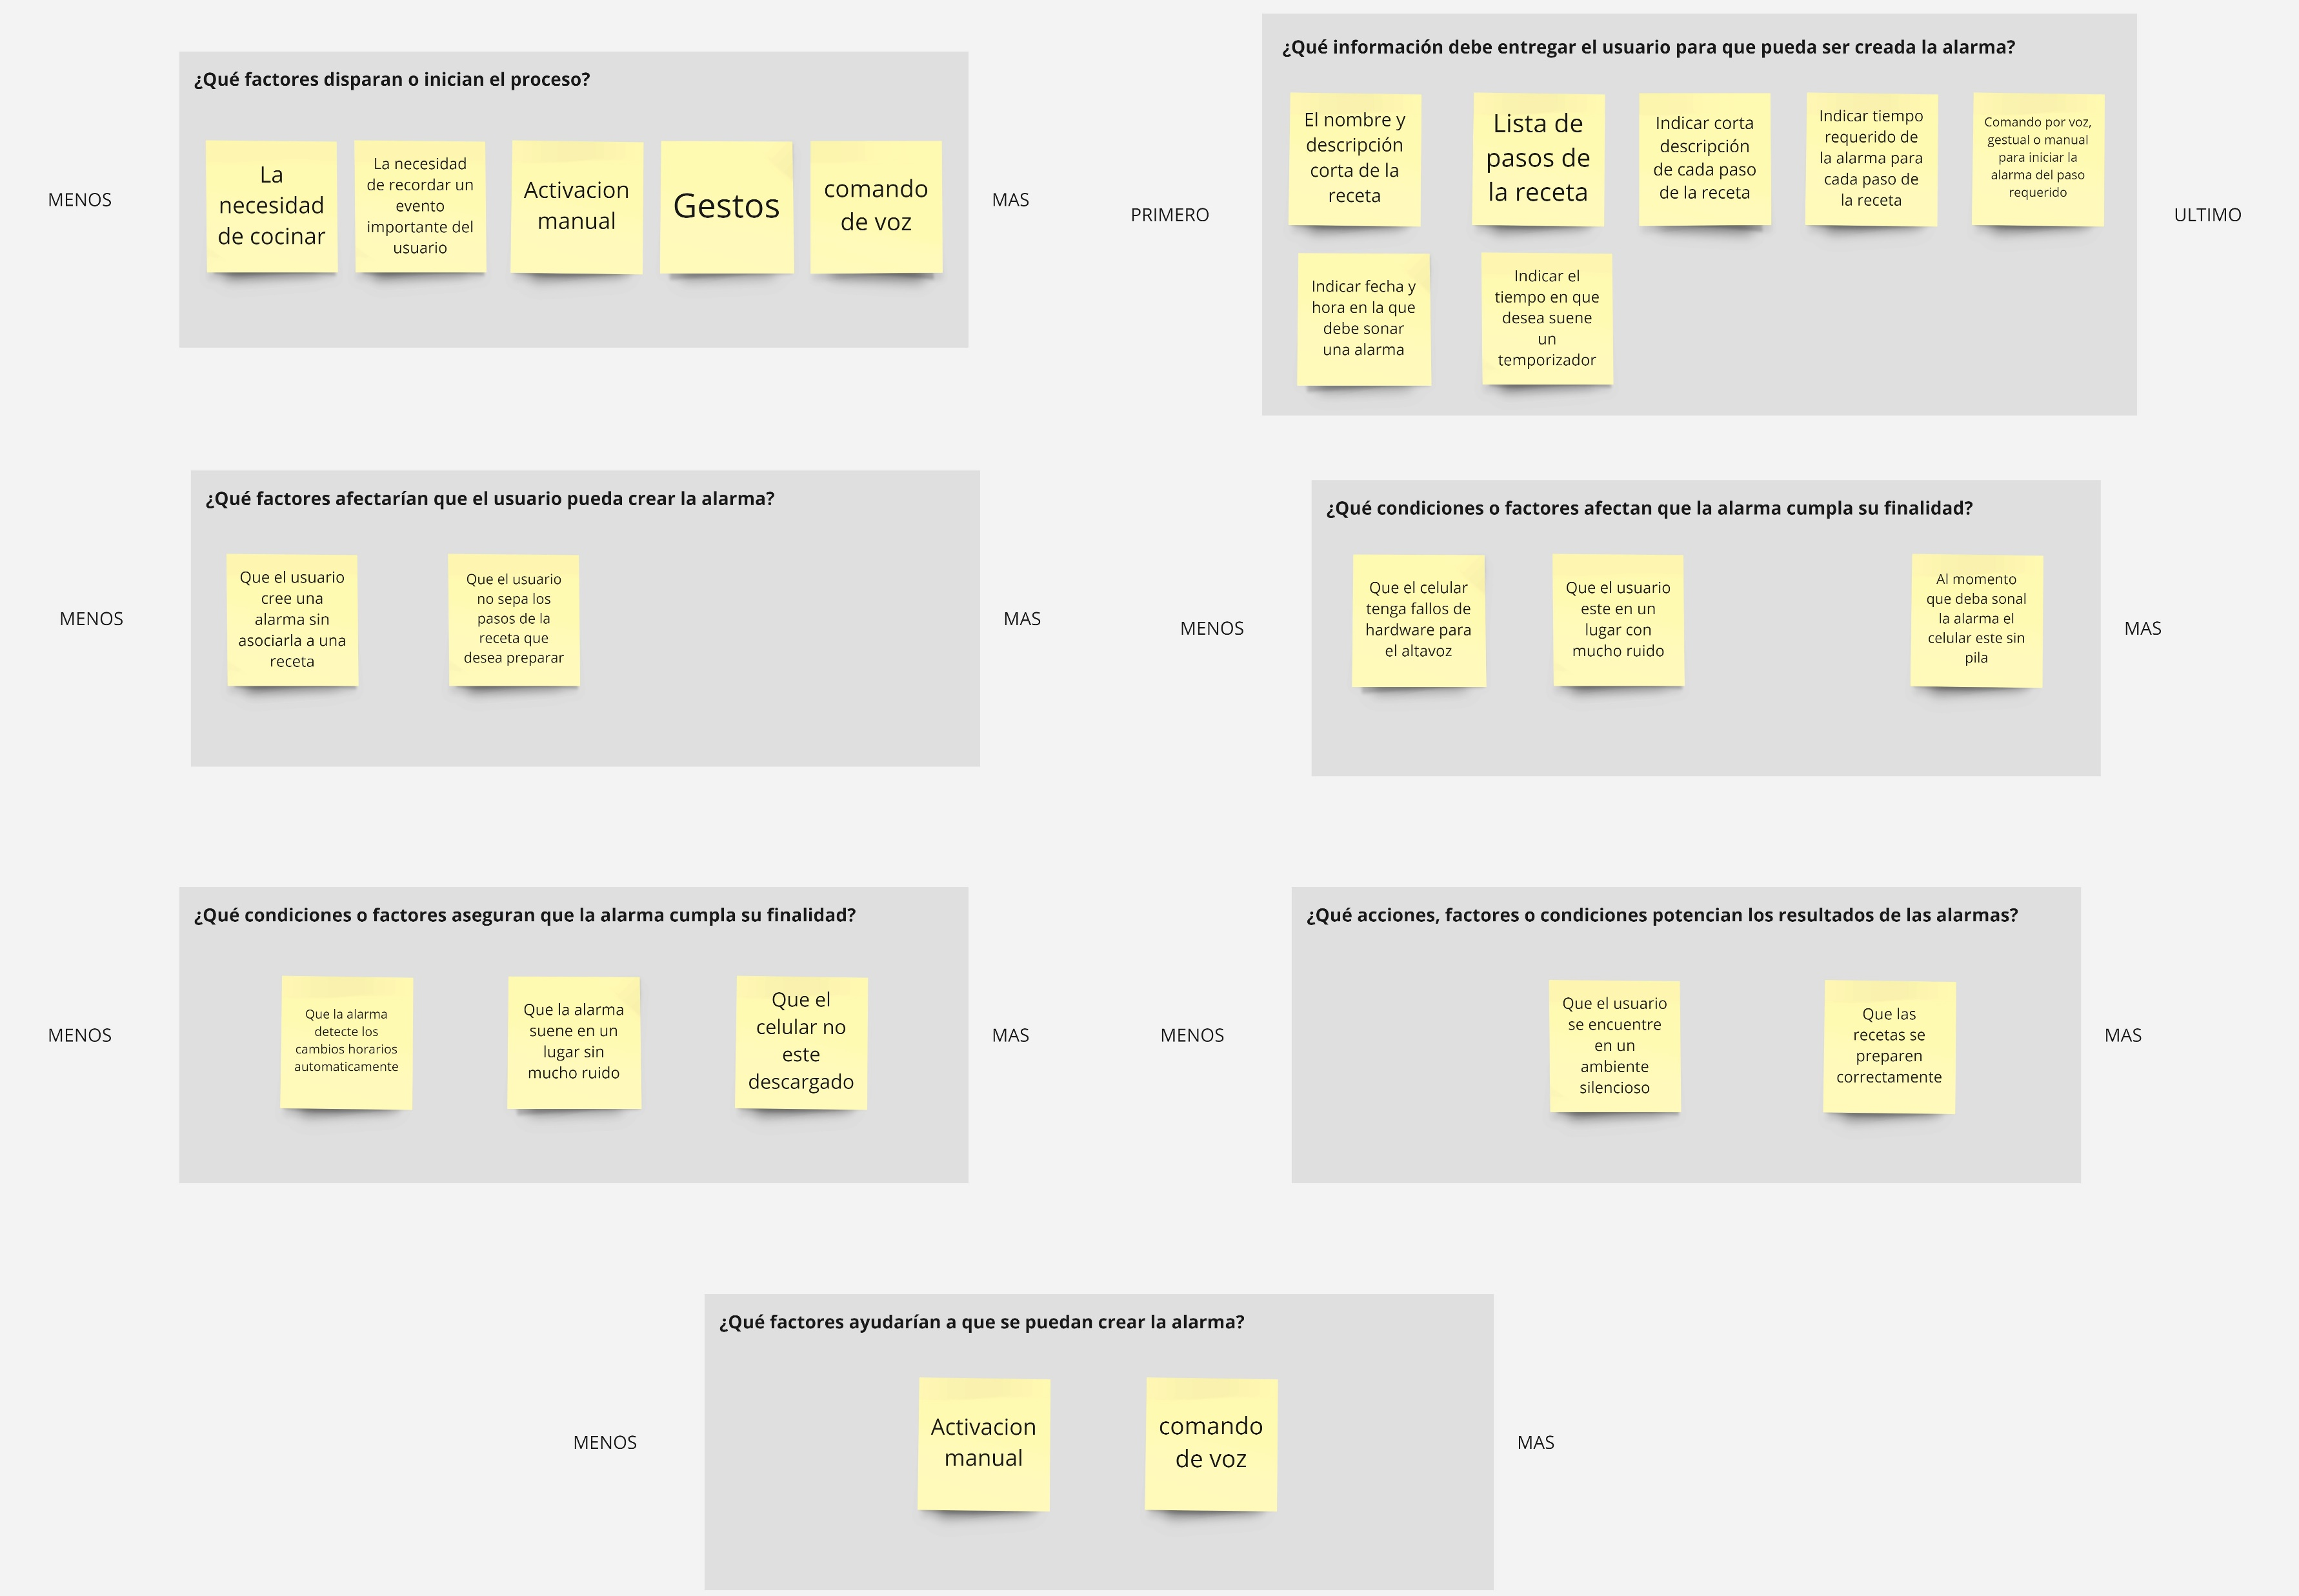 ¿Qué factores disparan o inician el proceso?
MENOS
La
necesidad
de cocinar
La necesidad
de recordar un
evento
importante del
usuario
Activacion
manual
Gestos
comando
de voz
MAS
¿Qué información debe entregar el usuario para que pueda ser creada la alarma?
PRIMERO
El nombre y
descripción
corta de la
receta
Lista de
pasos de
la receta
Indicar corta
descripción
de cada paso
de la receta
Indicar tiempo
requerido de
la alarma para
cada paso de
la receta
Comando por voz,
gestual o manual
para iniciar la
alarma del paso
requerido
ULTIMO
Indicar fecha y
hora en la que
debe sonar
una alarma
Indicar el
tiempo en que
desea suene
un
temporizador
¿Qué factores afectarían que el usuario pueda crear la alarma?
MENOS
Que el usuario
cree una
alarma sin
asociarla a una
receta
Que el usuario
no sepa los
pasos de la
receta que
desea preparar
MAS
¿Qué condiciones o factores afectan que la alarma cumpla su finalidad?
MENOS
Que el celular
tenga fallos de
hardware para
el altavoz
Que el usuario
este en un
lugar con
mucho ruido
Al momento
que deba sonal
la alarma el
celular este sin
pila
MAS
¿Qué condiciones o factores aseguran que la alarma cumpla su finalidad?
MENOS
Que la alarma
detecte los
cambios horarios
automaticamente
Que la alarma
suene en un
lugar sin
mucho ruido
Que el
celular no
este
descargado
MAS
¿Qué acciones, factores o condiciones potencian los resultados de las alarmas?
MENOS
Que el usuario
se encuentre
en un
ambiente
silencioso
Que las
recetas se
preparen
correctamente
MAS
¿Qué factores ayudarían a que se puedan crear la alarma?
MENOS
Activacion
manual
comando
de voz
MAS